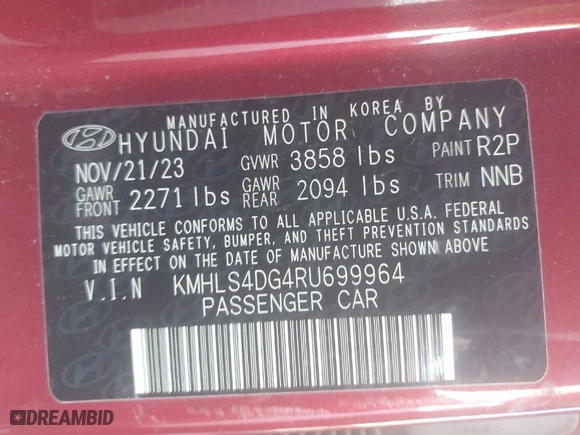 MANUFACTURED IN KOREA BY
HYUNDAI MOTOR COMPANY
NOV/21/23 GVWR 3858 lbs PAINT R2P
GAWR FRONT 2271 lbs GAWR REAR 2094 lbs TRIM NNB
THIS VEHICLE CONFORMS TO ALL APPLICABLE U.S.A. FEDERAL
MOTOR VEHICLE SAFETY, BUMPER, AND THEFT PREVENTION STANDARDS
IN EFFECT ON THE DATE OF MANUFACTURE SHOWN ABOVE
V.I.N KMHLS4DG4RU699964
PASSENGER CAR
DREAMBID